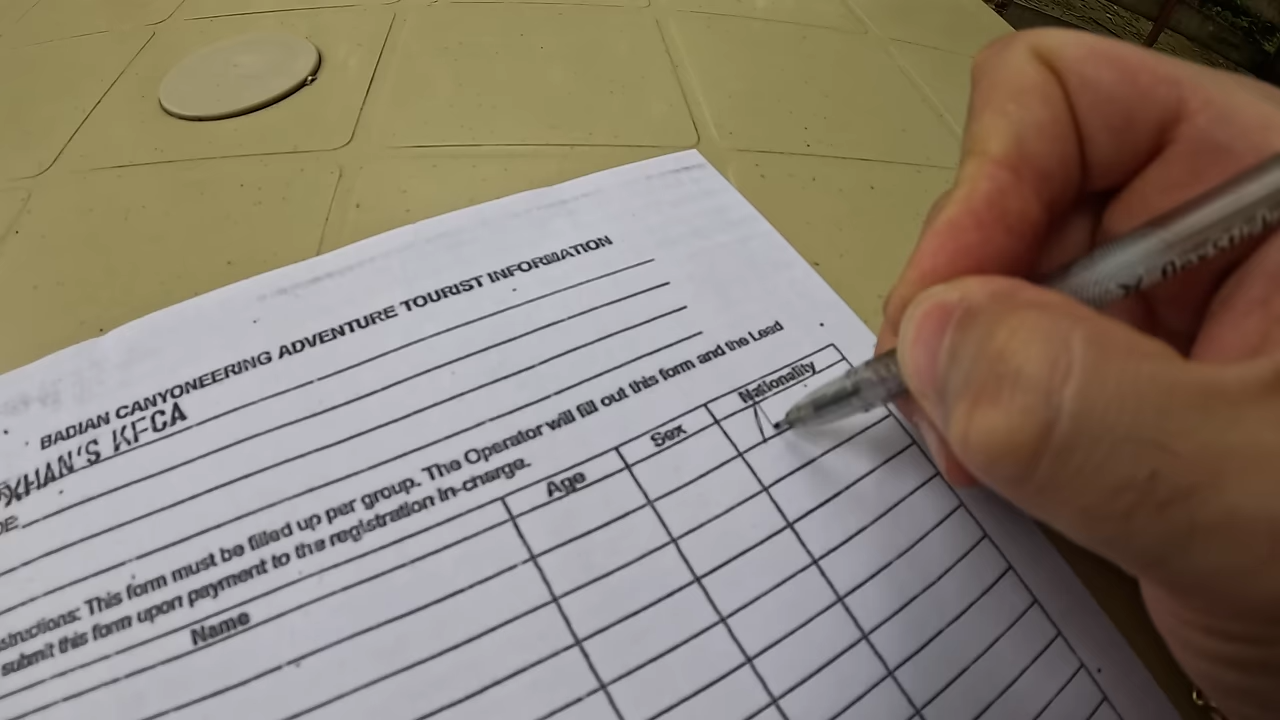 BADIAN CANYONEERING ADVENTURE TOURIST INFORMATION
KHAN'S KFCA
structions: This form must be filled up per group. The Operator will fill out this form and the Lead
submit this form upon payment to the registration in-charge.
Name Age Sex Nationality